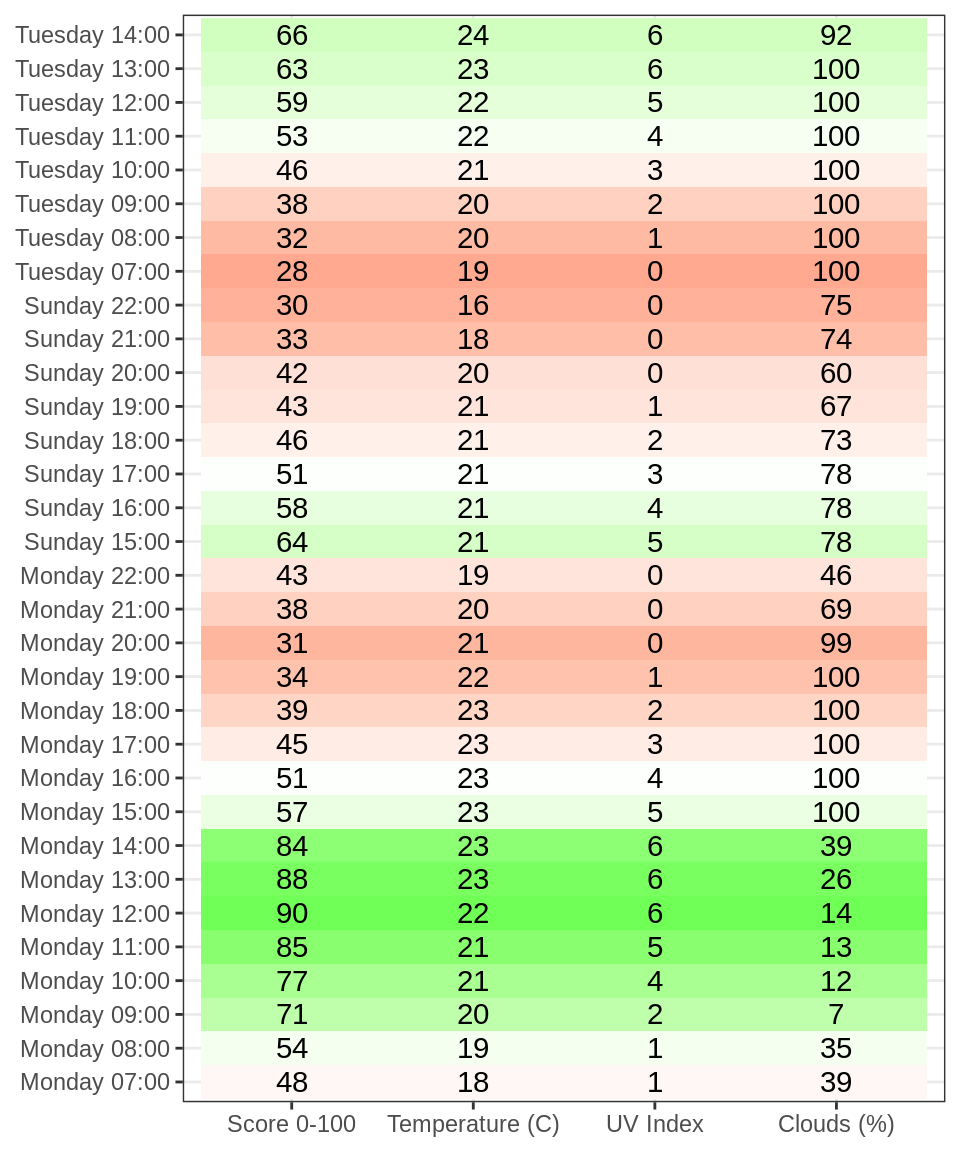 Tuesday 14:00 66 24 6 92
Tuesday 13:00 63 23 6 100
Tuesday 12:00 59 22 5 100
Tuesday 11:00 53 22 4 100
Tuesday 10:00 46 21 3 100
Tuesday 09:00 38 20 2 100
Tuesday 08:00 32 20 1 100
Tuesday 07:00 28 19 0 100
Sunday 22:00 30 16 0 75
Sunday 21:00 33 18 0 74
Sunday 20:00 42 20 0 60
Sunday 19:00 43 21 1 67
Sunday 18:00 46 21 2 73
Sunday 17:00 51 21 3 78
Sunday 16:00 58 21 4 78
Sunday 15:00 64 21 5 78
Monday 22:00 43 19 0 46
Monday 21:00 38 20 0 69
Monday 20:00 31 21 0 99
Monday 19:00 34 22 1 100
Monday 18:00 39 23 2 100
Monday 17:00 45 23 3 100
Monday 16:00 51 23 4 100
Monday 15:00 57 23 5 100
Monday 14:00 84 23 6 39
Monday 13:00 88 23 6 26
Monday 12:00 90 22 6 14
Monday 11:00 85 21 5 13
Monday 10:00 77 21 4 12
Monday 09:00 71 20 2 7
Monday 08:00 54 19 1 35
Monday 07:00 48 18 1 39
Score 0-100 Temperature (C) UV Index Clouds (%)